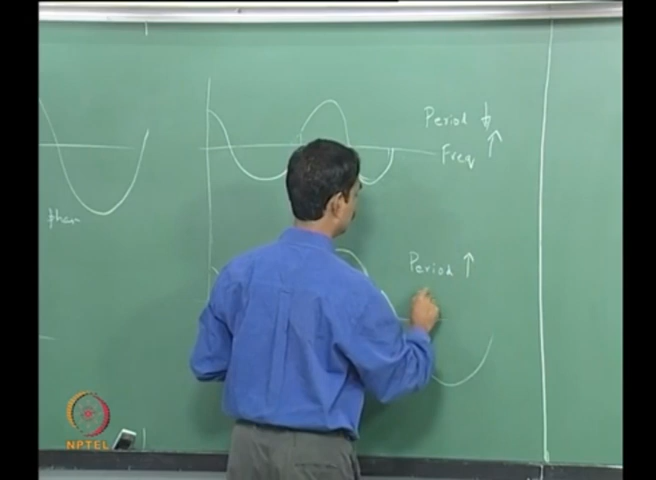 Period ↓
Freq ↑
Period ↑
NPTEL